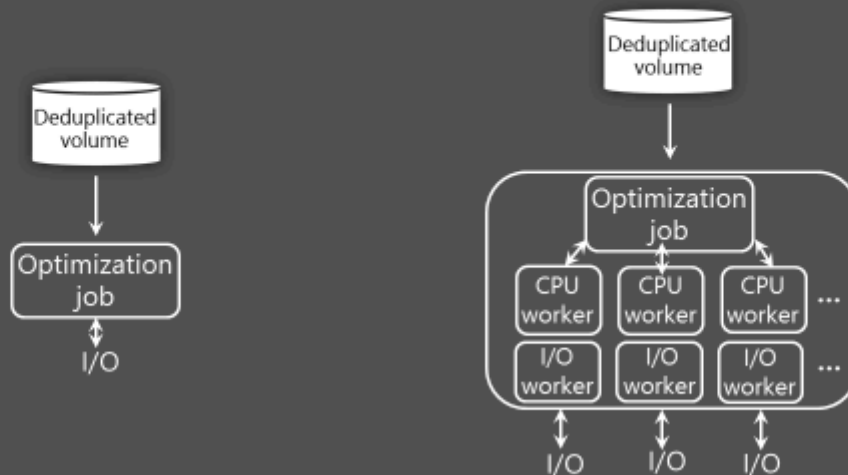 Deduplicated
volume
Optimization
job
I/O
Deduplicated
volume
Optimization
job
CPU
worker
CPU
worker
CPU
worker
...
I/O
worker
I/O
worker
I/O
worker
...
I/O
I/O
I/O